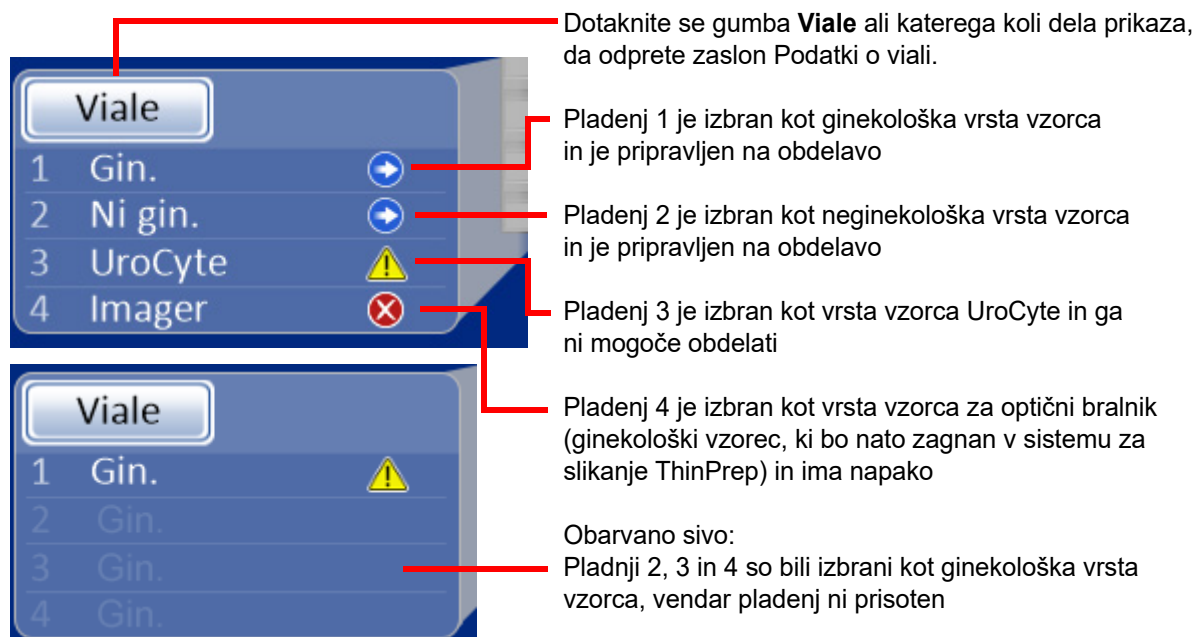 Dotaknite se gumba Viale ali katerega koli dela prikaza,
da odprete zaslon Podatki o viali.
Viale
1 Gin.
2 Ni gin.
3 UroCyte
4 Imager
Pladenj 1 je izbran kot ginekološka vrsta vzorca
in je pripravljen na obdelavo
Pladenj 2 je izbran kot neginekološka vrsta vzorca
in je pripravljen na obdelavo
Pladenj 3 je izbran kot vrsta vzorca UroCyte in ga
ni mogoče obdelati
Pladenj 4 je izbran kot vrsta vzorca za optični bralnik
(ginekološki vzorec, ki bo nato zagnan v sistemu za
slikanje ThinPrep) in ima napako
Viale
1 Gin.
2 Gin.
3 Gin.
4 Gin.
Obarvano sivo:
Pladnji 2, 3 in 4 so bili izbrani kot ginekološka vrsta
vzorca, vendar pladenj ni prisoten